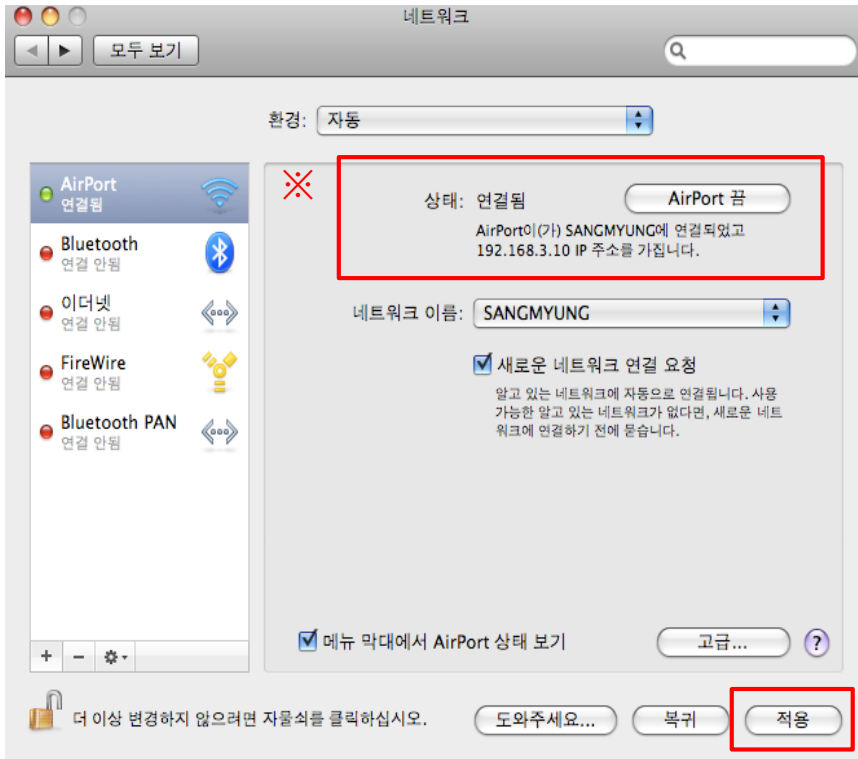 네트워크
모두 보기
환경: 자동
AirPort
연결됨
Bluetooth
연결 안됨
이더넷
연결 안됨
FireWire
연결 안됨
Bluetooth PAN
연결 안됨
※
상태: 연결됨
AirPort 끔
AirPort이(가) SANGMYUNG에 연결되었고
192.168.3.10 IP 주소를 가집니다.
네트워크 이름: SANGMYUNG
새로운 네트워크 연결 요청
알고 있는 네트워크에 자동으로 연결됩니다. 사용
가능한 알고 있는 네트워크가 없다면, 새로운 네트
워크에 연결하기 전에 묻습니다.
메뉴 막대에서 AirPort 상태 보기
고급...
?
더 이상 변경하지 않으려면 자물쇠를 클릭하십시오.
도와주세요...
복귀
적용